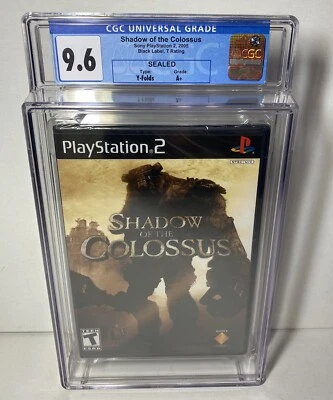 CGC UNIVERSAL GRADE
9.6
Shadow of the Colossus
Sony PlayStation 2, 2005
Black Label, T Rating
SEALED
Type: Grade:
Y-Folds A+
CGC
PlayStation 2
SHADOW
OF THE
COLOSSUS
TEEN
T